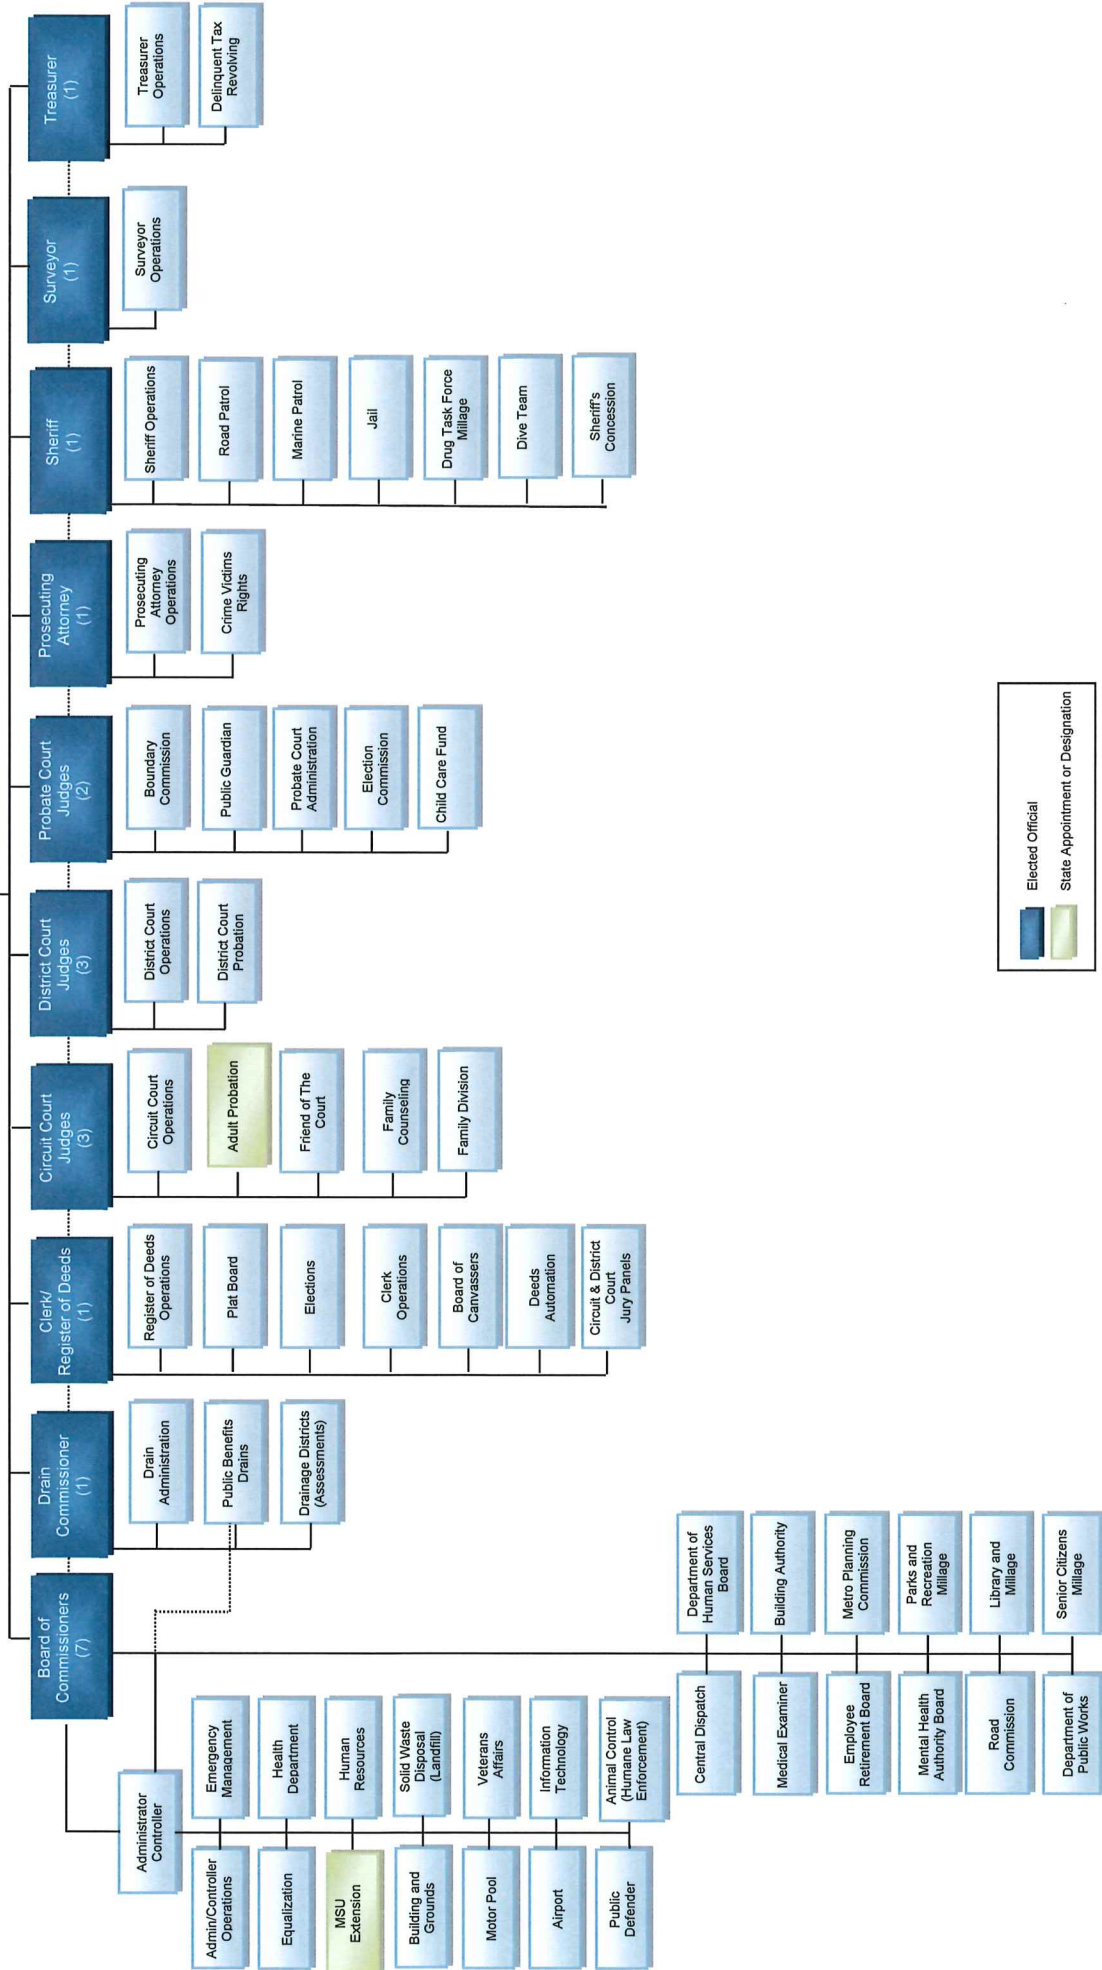 Board of
Commissioners
(7)
Drain
Commissioner
(1)
Clerk/
Register of Deeds
(1)
Circuit Court
Judges
(3)
District Court
Judges
(3)
Probate Court
Judges
(2)
Prosecuting
Attorney
(1)
Sheriff
(1)
Surveyor
(1)
Treasurer
(1)
Administrator
Controller
Admin/Controller
Operations
Emergency
Management
Equalization
Health
Department
MSU
Extension
Human
Resources
Building and
Grounds
Solid Waste
Disposal
(Landfill)
Motor Pool
Veterans
Affairs
Airport
Information
Technology
Public
Defender
Animal Control
(Humane Law
Enforcement)
Central Dispatch
Department of
Human Services
Board
Medical Examiner
Building Authority
Employee
Retirement Board
Metro Planning
Commission
Mental Health
Authority Board
Parks and
Recreation
Millage
Road
Commission
Library and
Millage
Department of
Public Works
Senior Citizens
Millage
Drain
Administration
Public Benefits
Drains
Drainage Districts
(Assessments)
Register of Deeds
Operations
Plat Board
Elections
Clerk
Operations
Board of
Canvassers
Deeds
Automation
Circuit & District
Court
Jury Panels
Circuit Court
Operations
Adult Probation
Friend of The
Court
Family
Counseling
Family Division
District Court
Operations
District Court
Probation
Boundary
Commission
Public Guardian
Probate Court
Administration
Election
Commission
Child Care Fund
Prosecuting
Attorney
Operations
Crime Victims
Rights
Sheriff Operations
Road Patrol
Marine Patrol
Jail
Drug Task Force
Millage
Dive Team
Sheriff's
Concession
Surveyor
Operations
Treasurer
Operations
Delinquent Tax
Revolving
Elected Official
State Appointment or Designation